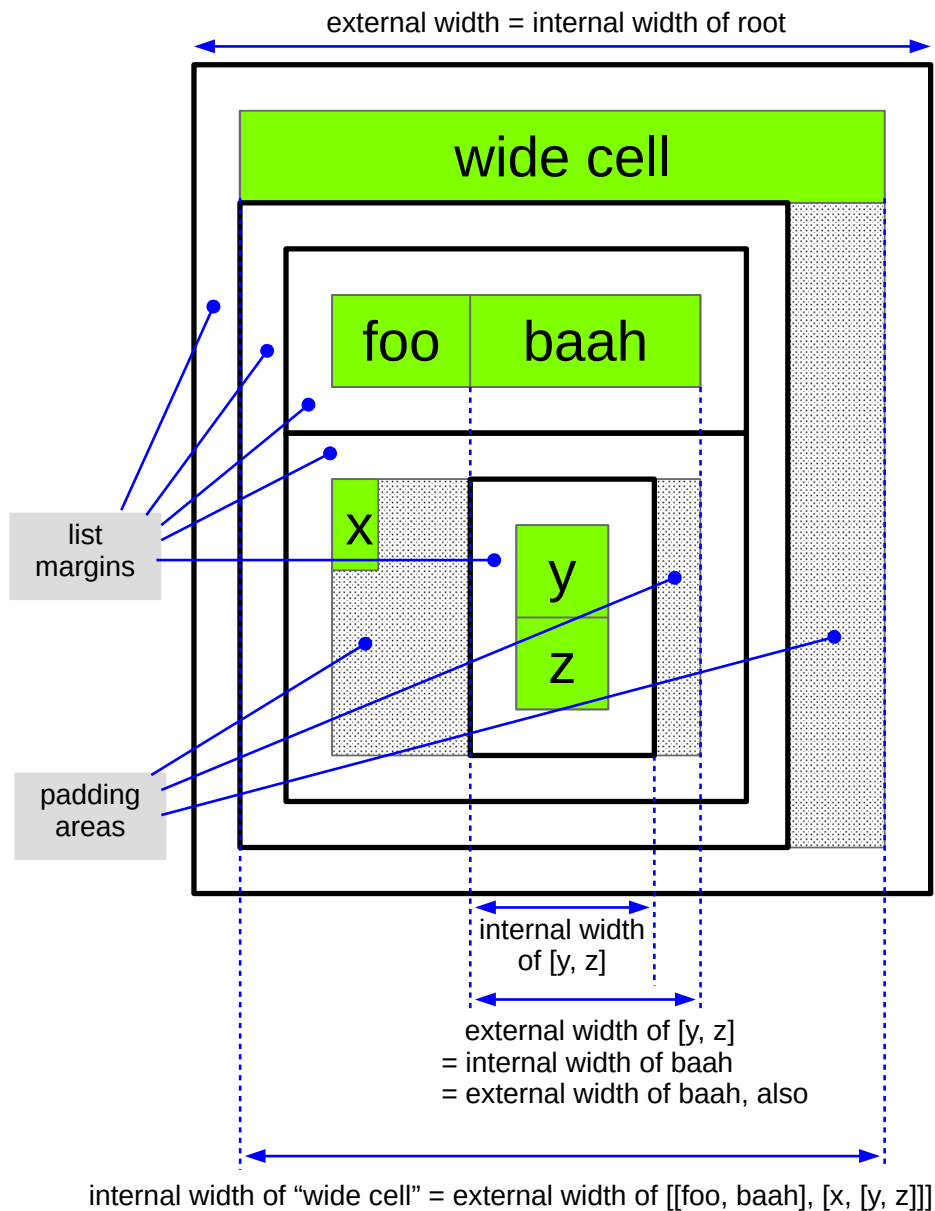 external width = internal width of root
wide cell
foo
baah
x
list
margins
y
z
padding
areas
internal width
of [y, z]
external width of [y, z]
= internal width of baah
= external width of baah, also
internal width of “wide cell” = external width of [[foo, baah], [x, [y, z]]]